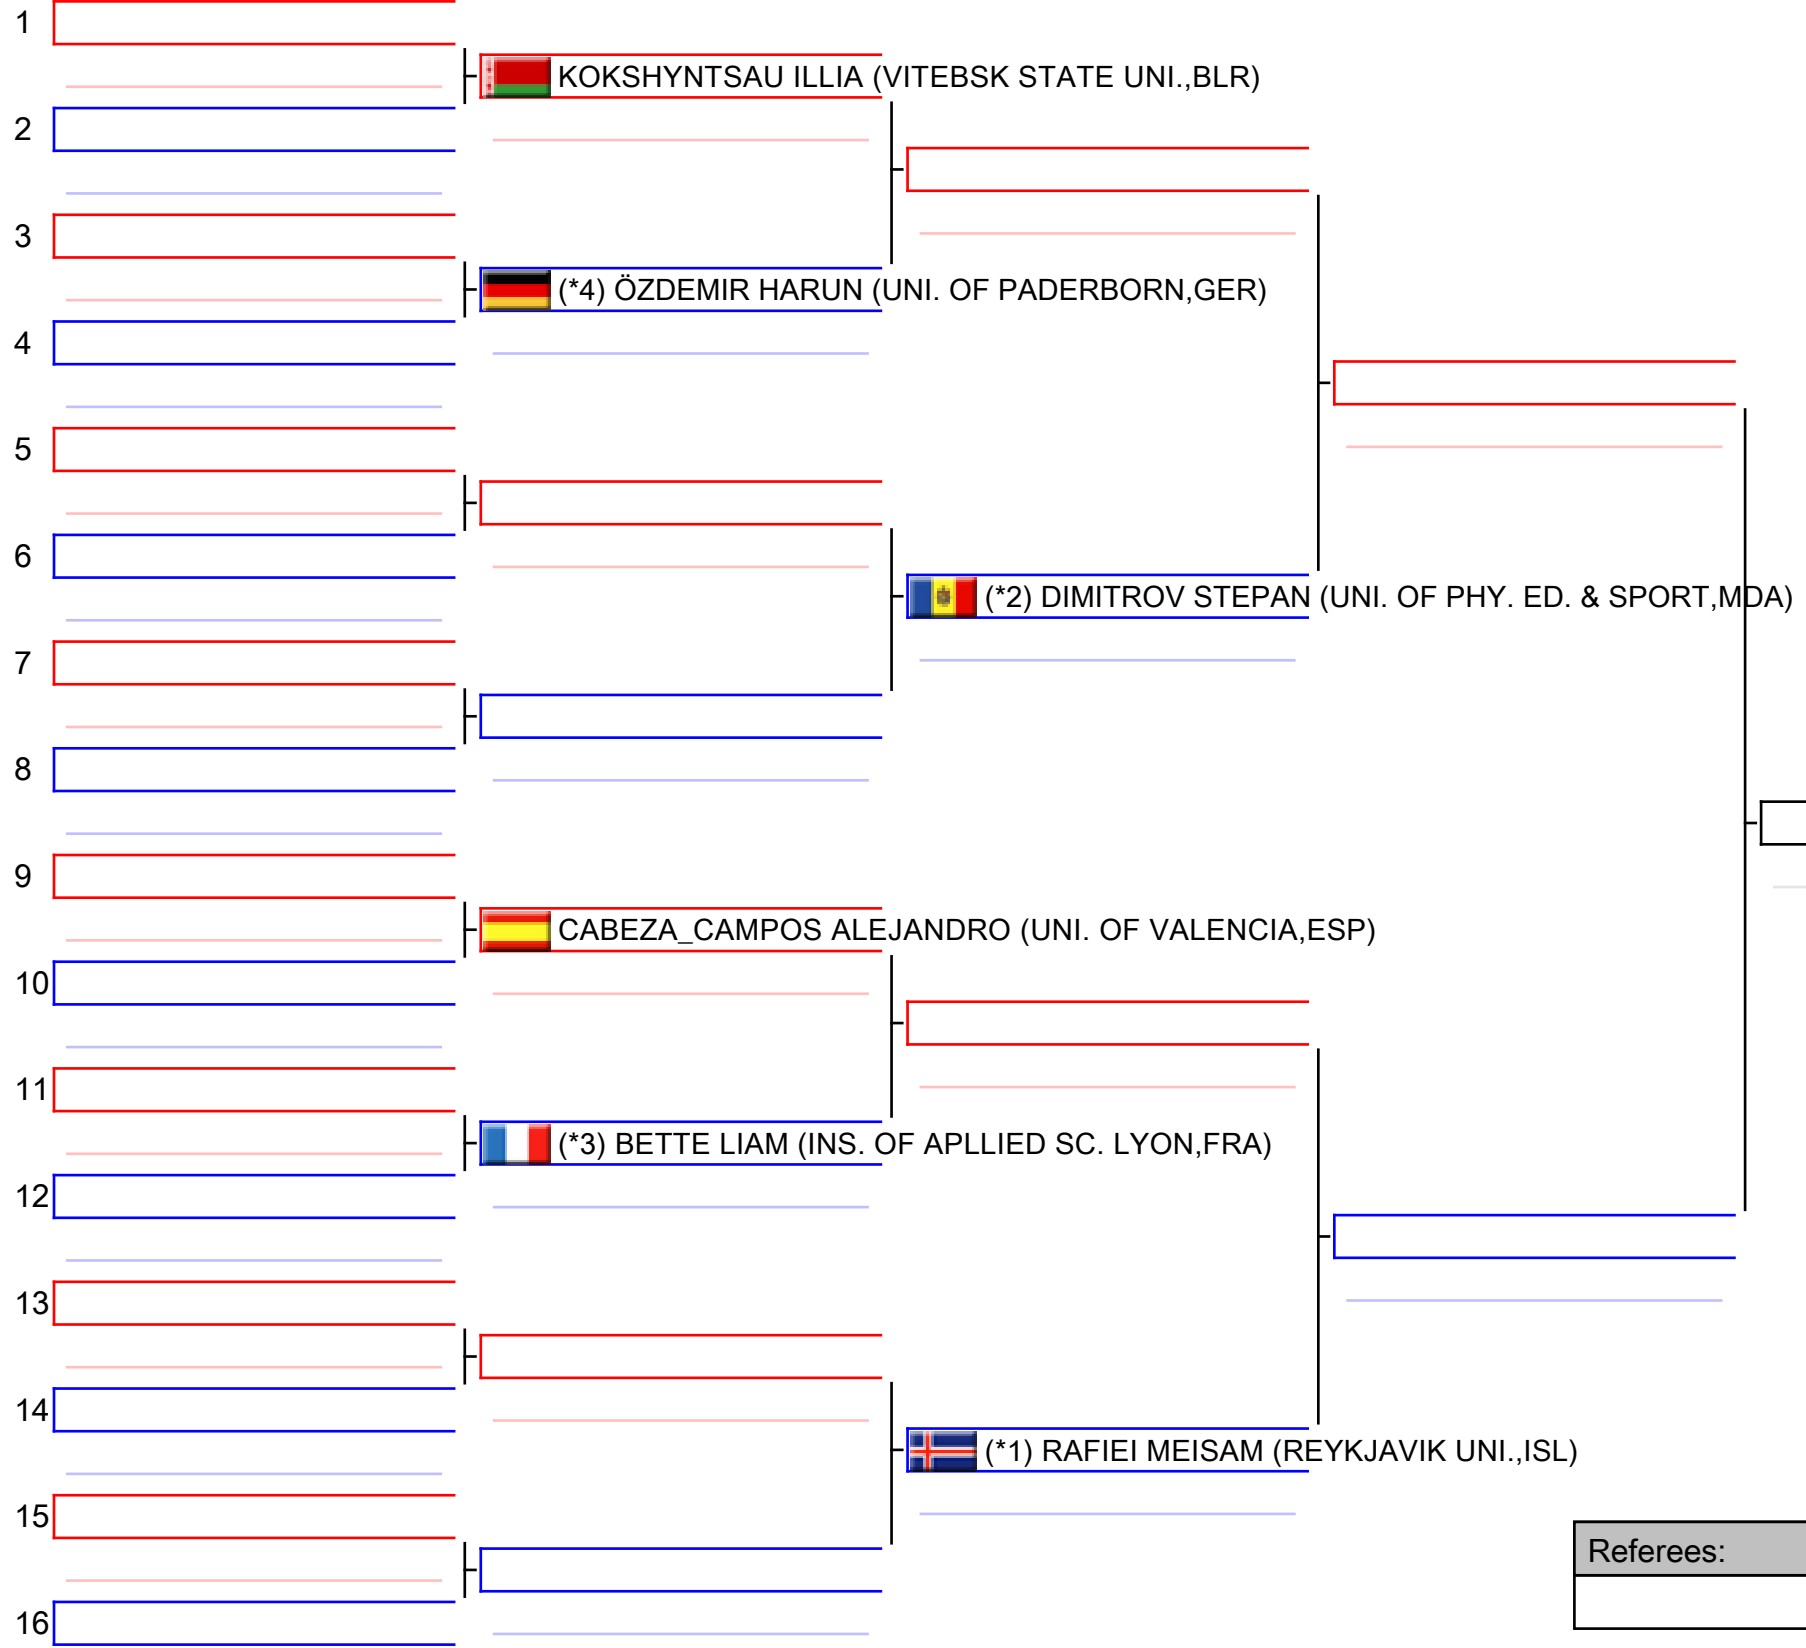 1
KOKSHYNTSAU ILLIA (VITEBSK STATE UNI.,BLR)
2
3
(*4) ÖZDEMIR HARUN (UNI. OF PADERBORN,GER)
4
5
6
(*2) DIMITROV STEPAN (UNI. OF PHY. ED. & SPORT,MDA)
7
8
9
CABEZA_CAMPOS ALEJANDRO (UNI. OF VALENCIA,ESP)
10
11
(*3) BETTE LIAM (INS. OF APLLIED SC. LYON,FRA)
12
13
14
(*1) RAFIEI MEISAM (REYKJAVIK UNI.,ISL)
15
Referees:
16